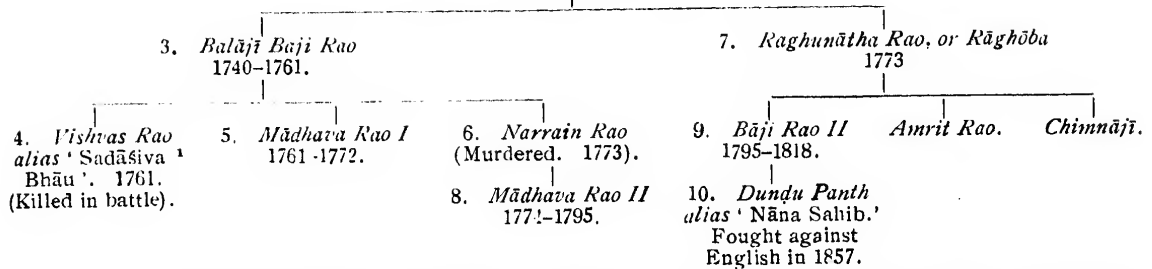 3. Balājī Baji Rao
1740–1761.
7. Raghunātha Rao, or Rāghōba
1773
4. Vishvas Rao
alias ‘ Sadāśiva ¹
Bhāu ’. 1761.
(Killed in battle).
5. Mādhava Rao I
1761-1772.
6. Narrain Rao
(Murdered. 1773).
8. Mādhava Rao II
–1795.
9. Bāji Rao II
1795–1818.
10. Dunḍu Panth
alias ‘ Nāna Sahib.’
Fought against
English in 1857.
Amrit Rao.
Chimnājī.